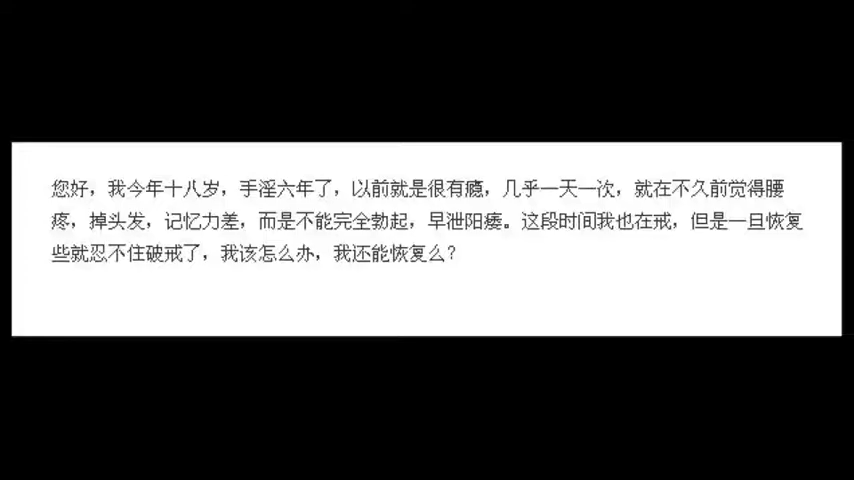 您好，我今年十八岁，手淫六年了，以前就是很有瘾，几乎一天一次，就在不久前觉得腰
疼，掉头发，记忆力差，而是不能完全勃起，早泄阳痿。这段时间我也在戒，但是一旦恢复
些就忍不住破戒了，我该怎么办，我还能恢复么？